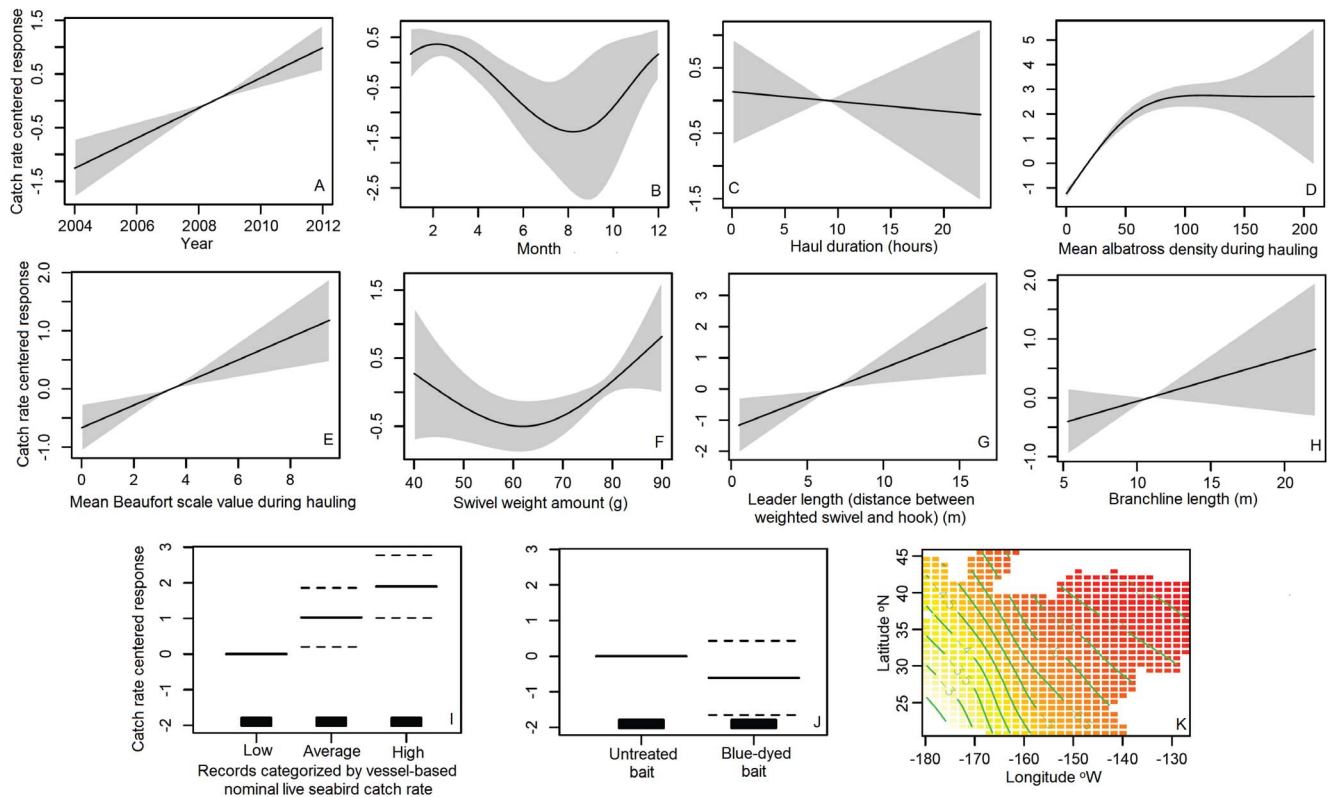 Catch rate centered response
1.5
0.5
-0.5
-1.5
2004
2006
2008
2010
2012
Year
A
0.5
-0.5
-1.5
-2.5
2
4
6
8
10
12
Month
B
0.5
-0.5
-1.5
0
5
10
15
20
Haul duration (hours)
C
5
4
3
2
1
0
-1
0
50
100
150
200
Mean albatross density during hauling
D
Catch rate centered response
2.0
1.0
0.0
-1.0
0
2
4
6
8
Mean Beaufort scale value during hauling
E
1.5
0.5
-0.5
40
50
60
70
80
90
Swivel weight amount (g)
F
3
2
1
0
-1
-2
0
5
10
15
Leader length (distance between
weighted swivel and hook) (m)
G
2.0
1.0
0.0
-1.0
5
10
15
20
Branchline length (m)
H
Catch rate centered response
3
2
1
0
-1
-2
Low
Average
High
Records categorized by vessel-based
nominal live seabird catch rate
I
3
2
1
0
-1
-2
Untreated
bait
Blue-dyed
bait
J
Latiitude ºN
45
40
35
30
25
-180
-170
-160
-150
-140
-130
Longitude ºW
K